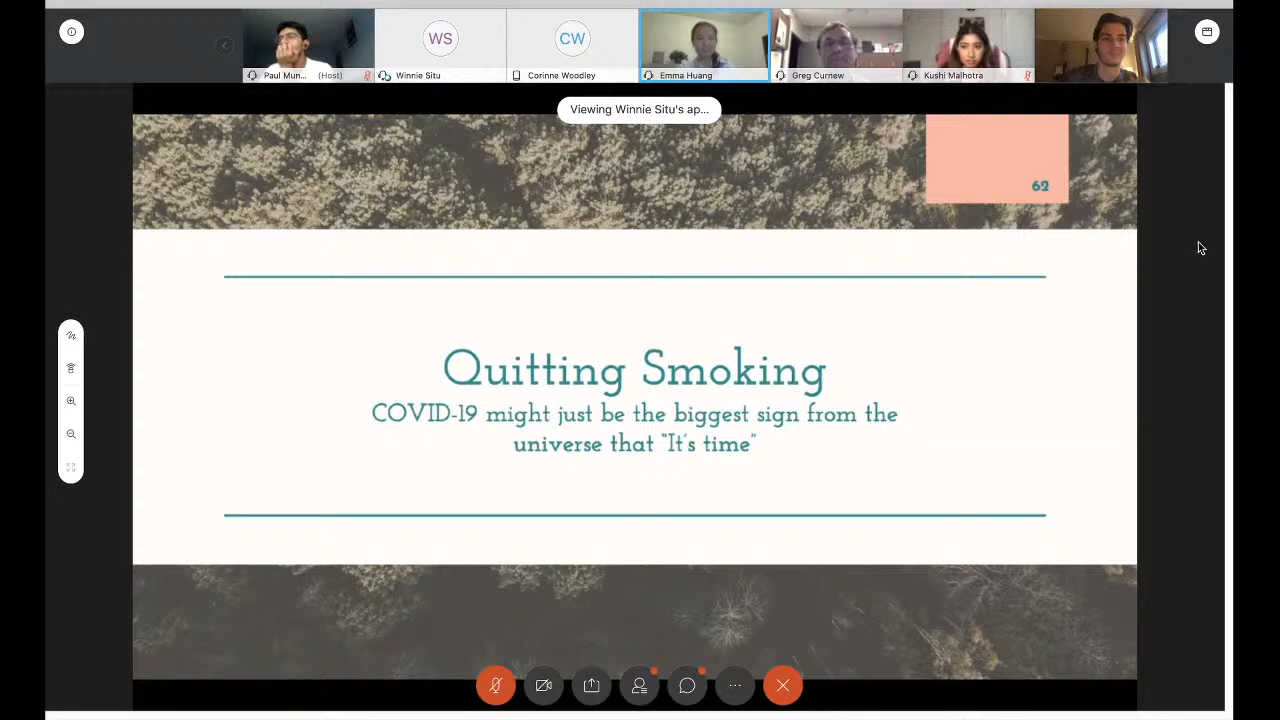 WS
CW
Paul Mun... (Host)
Winnie Situ
Corinne Woodley
Emma Huang
Greg Curnew
Kushi Malhotra
Viewing Winnie Situ's ap...
62
Quitting Smoking
COVID-19 might just be the biggest sign from the
universe that “It’s time”